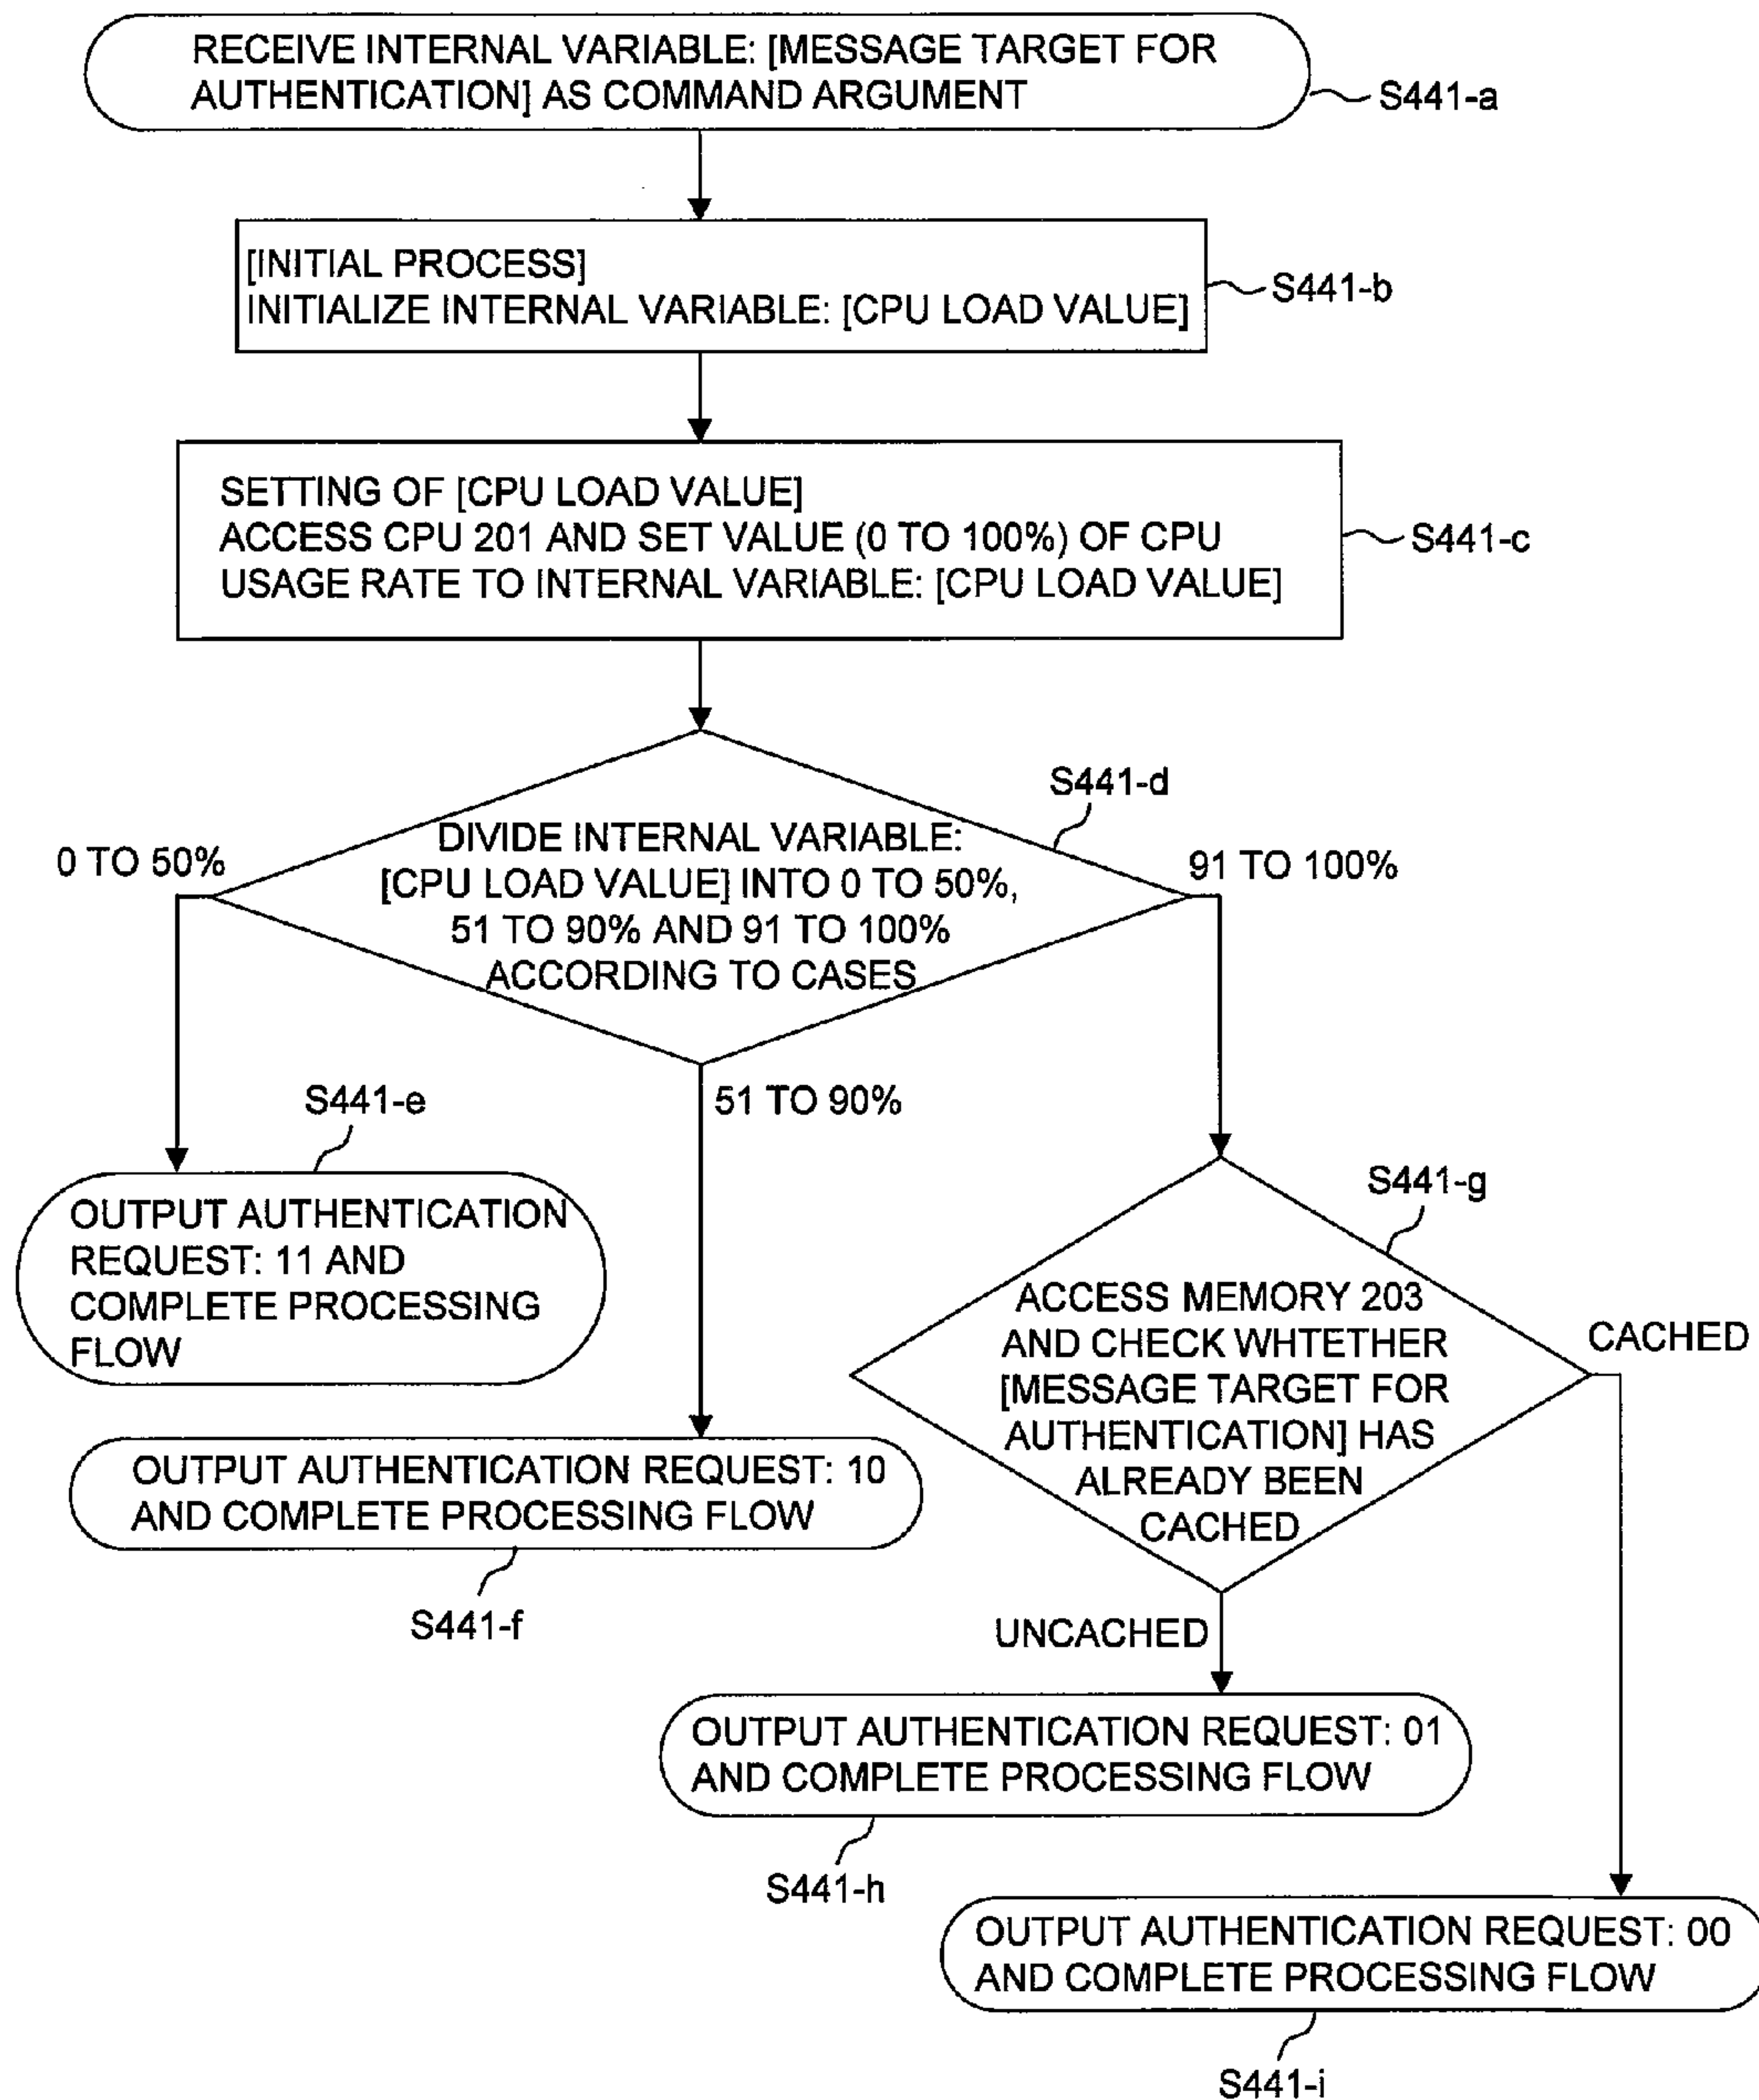 RECEIVE INTERNAL VARIABLE: [MESSAGE TARGET FOR
AUTHENTICATION] AS COMMAND ARGUMENT
S441-a
[INITIAL PROCESS]
INITIALIZE INTERNAL VARIABLE: [CPU LOAD VALUE]
S441-b
SETTING OF [CPU LOAD VALUE]
ACCESS CPU 201 AND SET VALUE (0 TO 100%) OF CPU
USAGE RATE TO INTERNAL VARIABLE: [CPU LOAD VALUE]
S441-c
S441-d
DIVIDE INTERNAL VARIABLE:
[CPU LOAD VALUE] INTO 0 TO 50%,
51 TO 90% AND 91 TO 100%
ACCORDING TO CASES
0 TO 50%
91 TO 100%
51 TO 90%
S441-e
OUTPUT AUTHENTICATION
REQUEST: 11 AND
COMPLETE PROCESSING
FLOW
OUTPUT AUTHENTICATION REQUEST: 10
AND COMPLETE PROCESSING FLOW
S441-f
S441-g
ACCESS MEMORY 203
AND CHECK WHTETHER
[MESSAGE TARGET FOR
AUTHENTICATION] HAS
ALREADY BEEN
CACHED
CACHED
UNCACHED
OUTPUT AUTHENTICATION REQUEST: 01
AND COMPLETE PROCESSING FLOW
S441-h
OUTPUT AUTHENTICATION REQUEST: 00
AND COMPLETE PROCESSING FLOW
S441-i